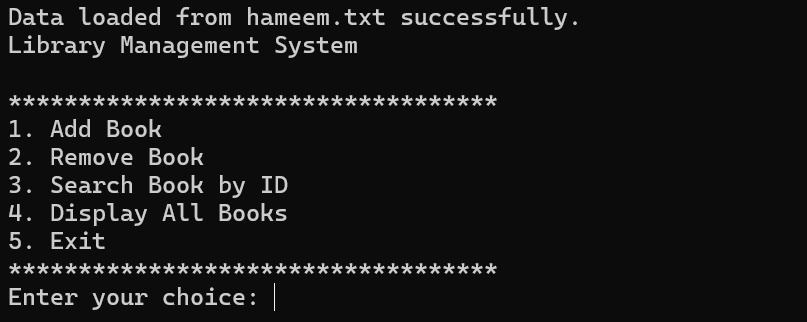 Data loaded from hameem.txt successfully.
Library Management System
***********************************
1. Add Book
2. Remove Book
3. Search Book by ID
4. Display All Books
5. Exit
***********************************
Enter your choice: